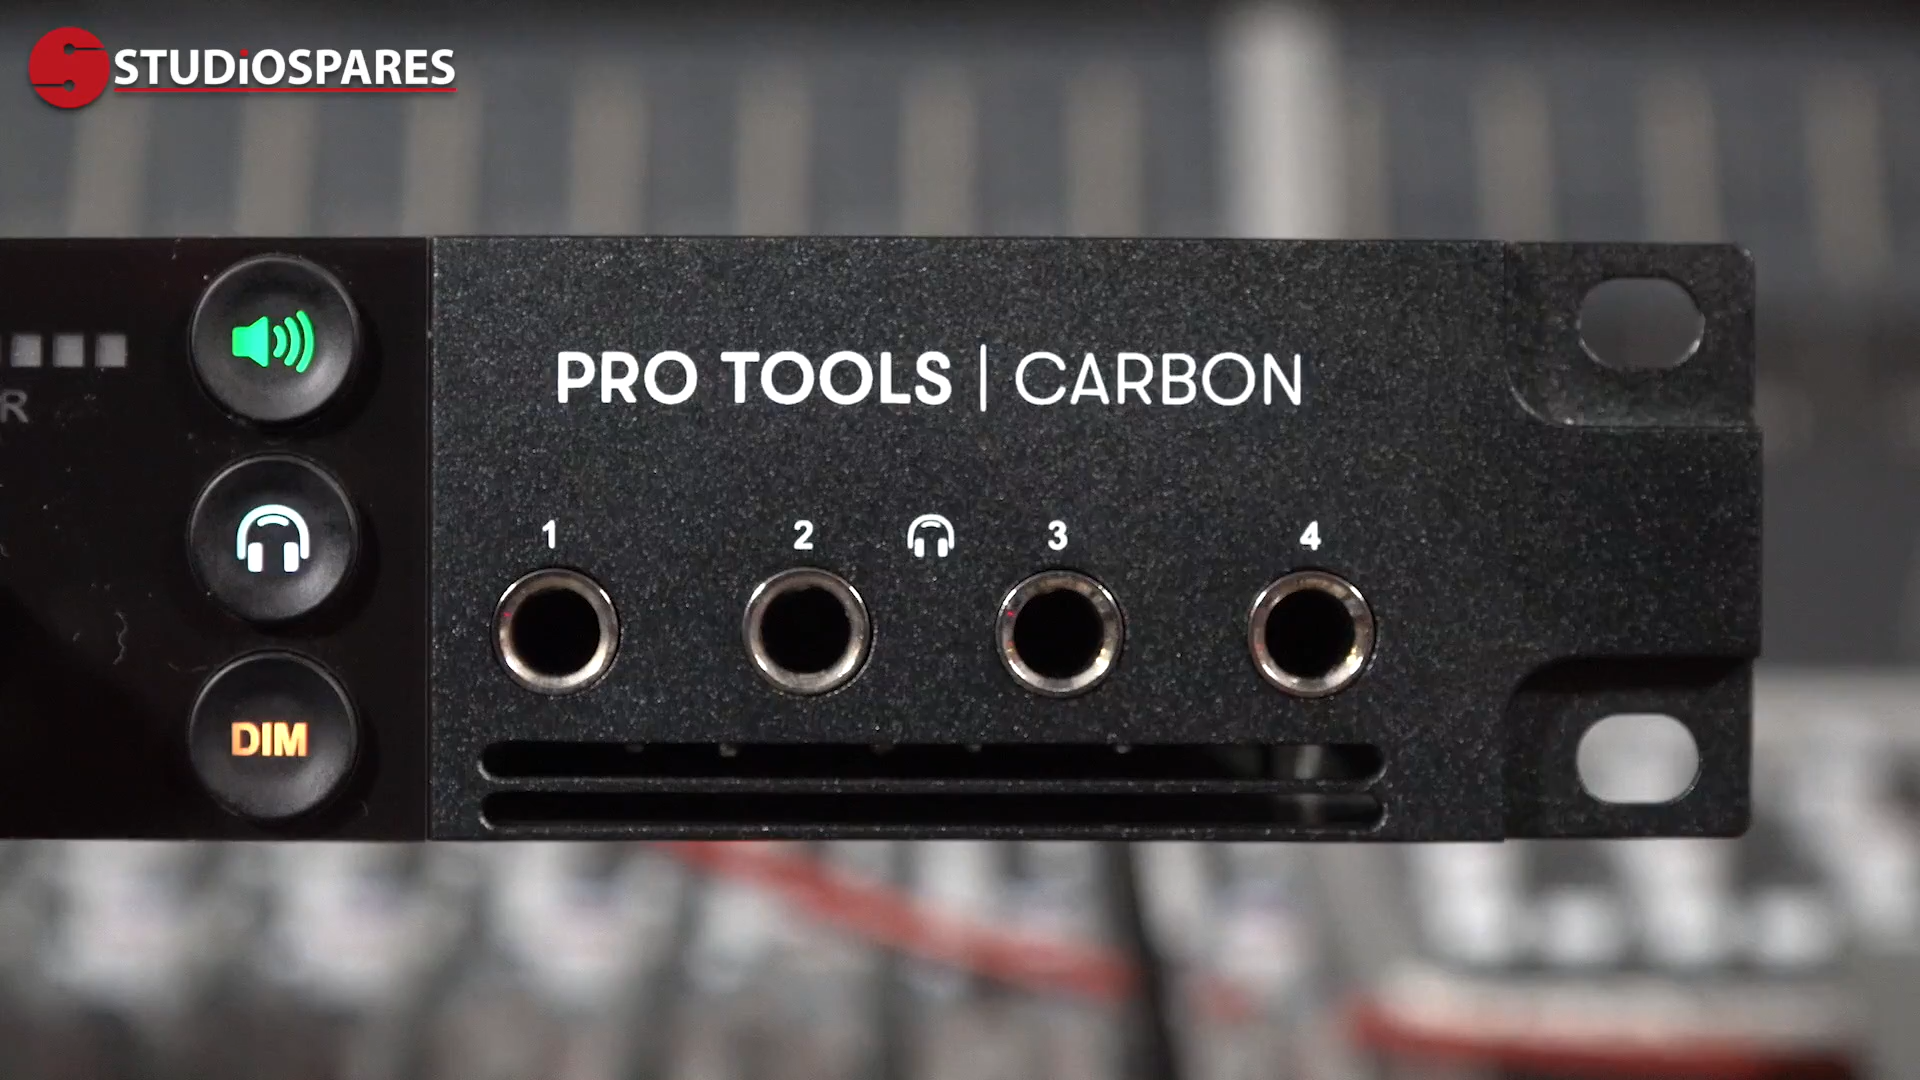 STUDiOSPARES
PRO TOOLS | CARBON
R
1 2 3 4
DIM